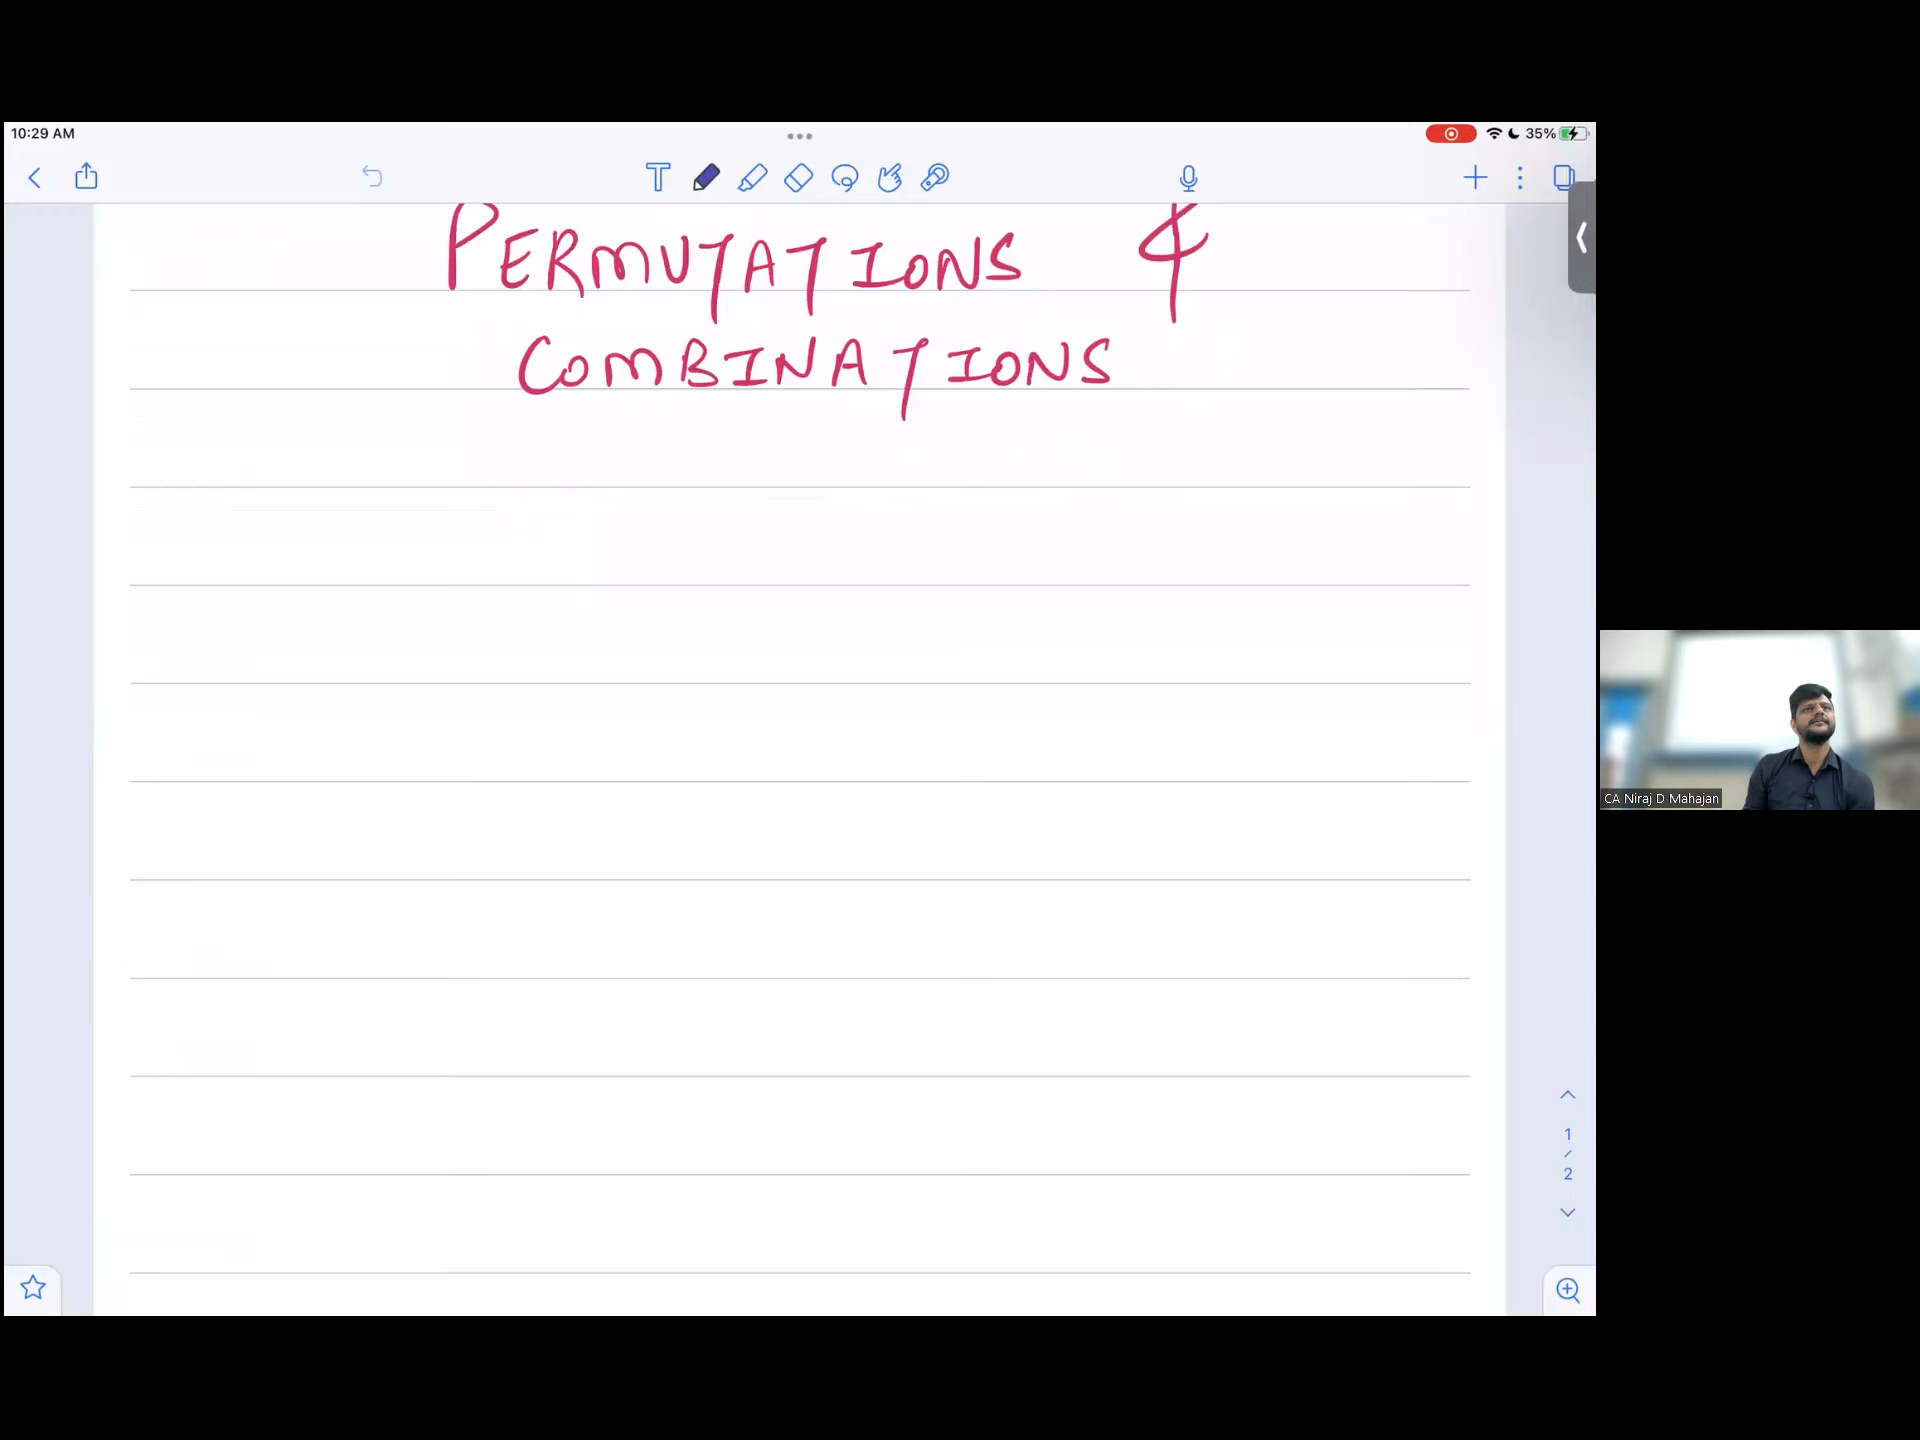 10:29 AM
35%
PERMUTATIONS &
COMBINATIONS
CA Niraj D Mahajan
1
/
2